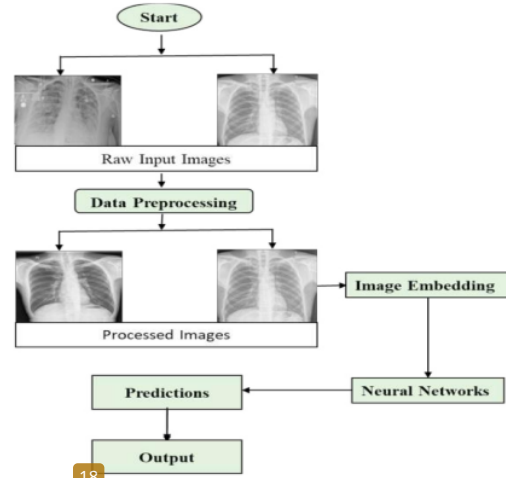 Start
Raw Input Images
Data Preprocessing
Processed Images
Image Embedding
Neural Networks
Predictions
Output
18